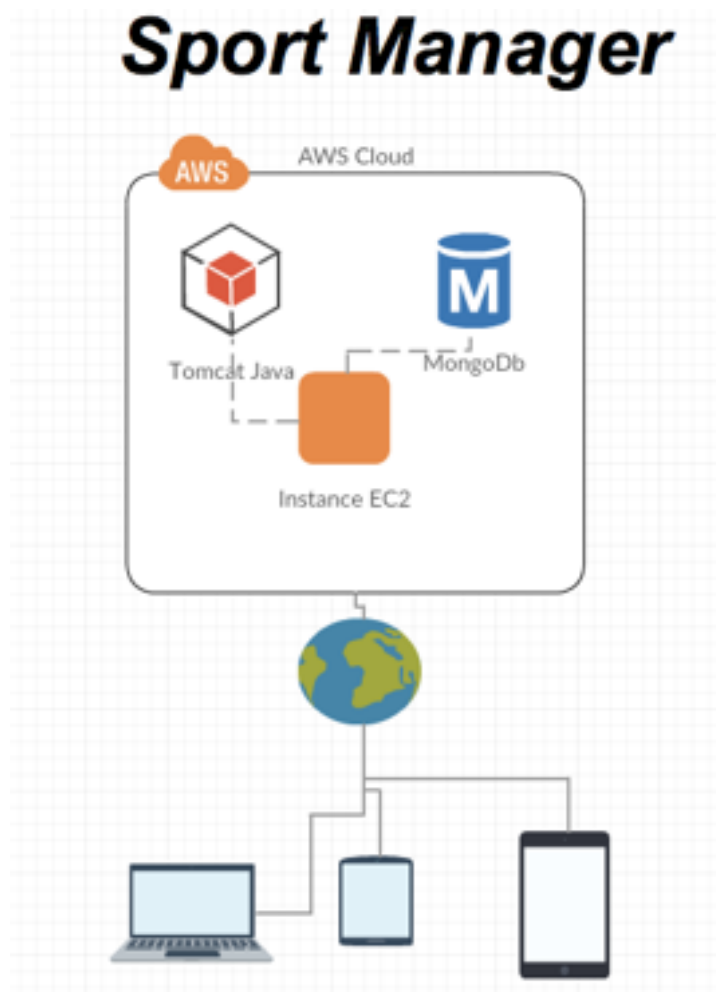 Sport Manager
AWS
AWS Cloud
M
Tomcat Java
MongoDb
Instance EC2